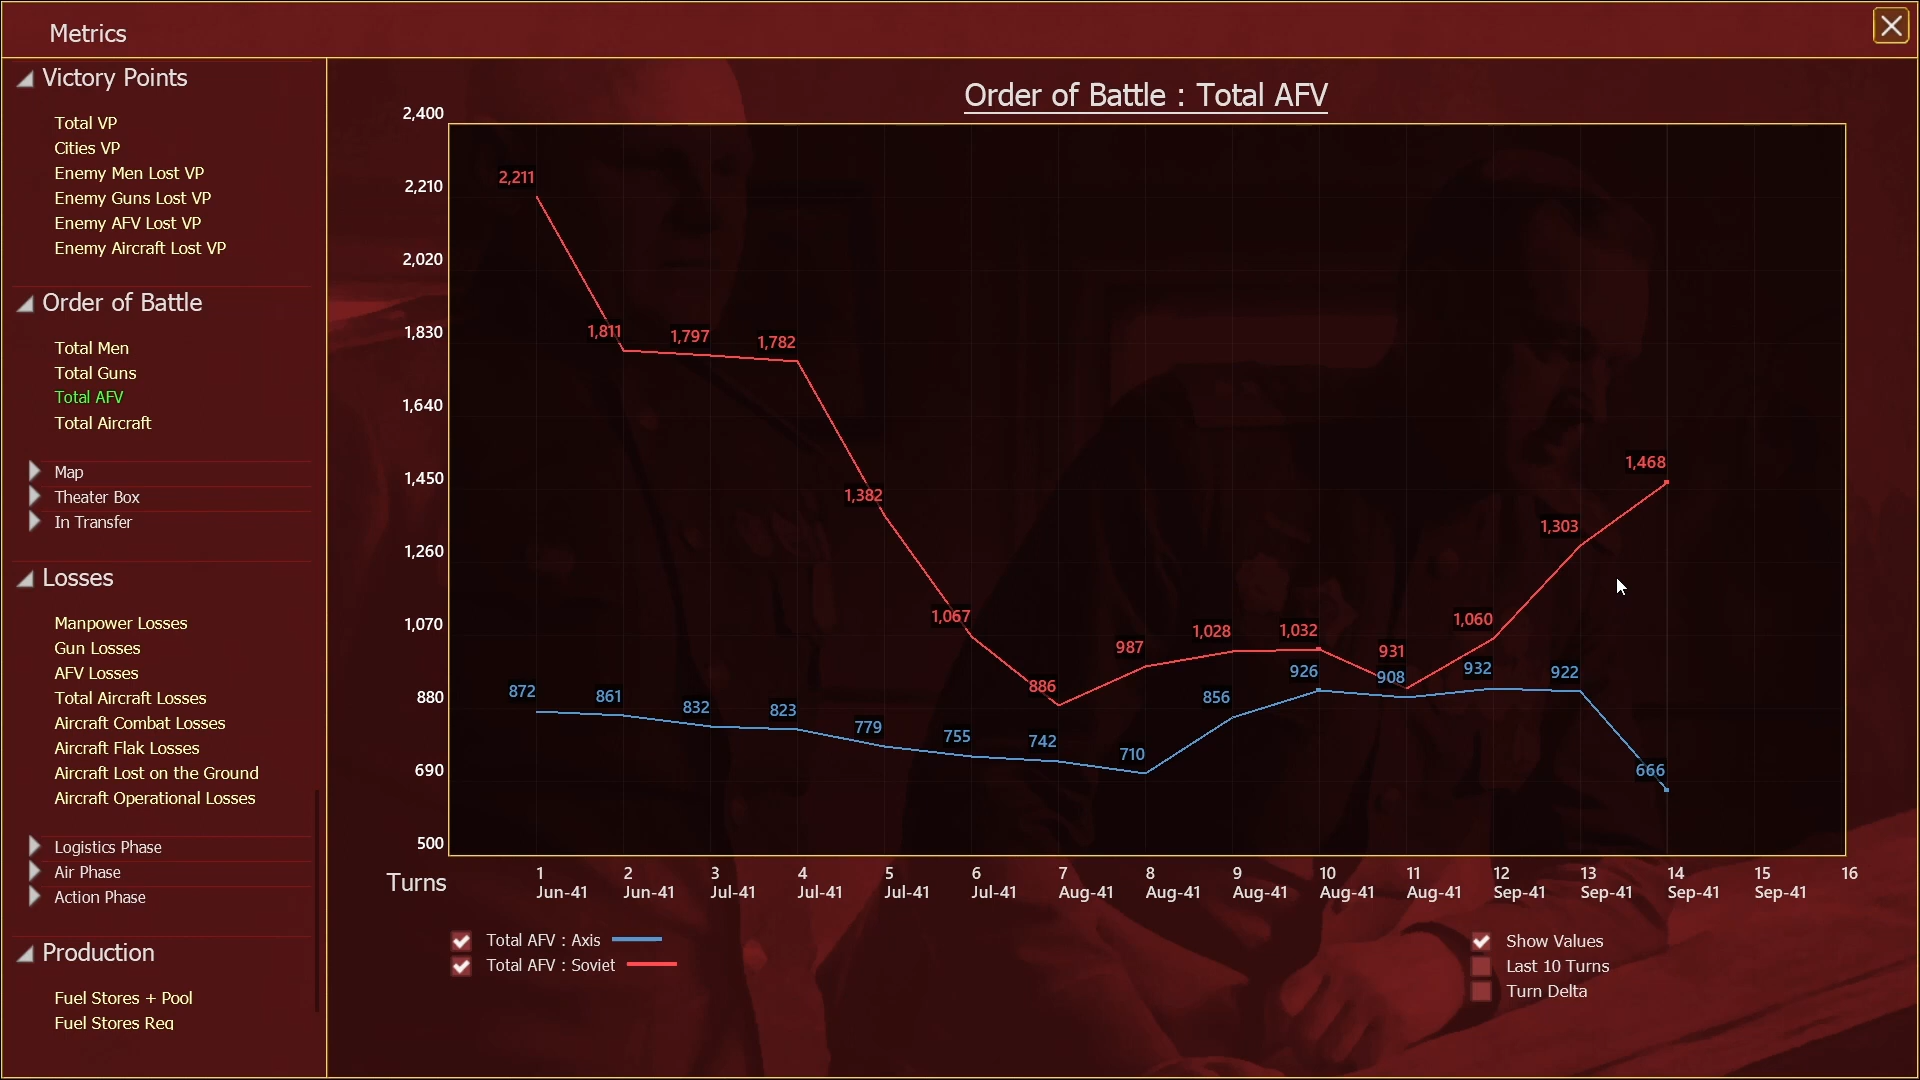 Metrics
Victory Points
Total VP
Cities VP
Enemy Men Lost VP
Enemy Guns Lost VP
Enemy AFV Lost VP
Enemy Aircraft Lost VP
Order of Battle
Total Men
Total Guns
Total AFV
Total Aircraft
Map
Theater Box
In Transfer
Losses
Manpower Losses
Gun Losses
AFV Losses
Total Aircraft Losses
Aircraft Combat Losses
Aircraft Flak Losses
Aircraft Lost on the Ground
Aircraft Operational Losses
Logistics Phase
Air Phase
Action Phase
Production
Fuel Stores + Pool
Fuel Stores Req
Order of Battle : Total AFV
2,400
2,210
2,020
1,830
1,640
1,450
1,260
1,070
880
690
500
2,211
1,811
1,797
1,782
1,382
1,067
886
987
1,028
1,032
931
1,060
1,303
1,468
872
861
832
823
779
755
742
710
856
926
908
932
922
666
Turns
1 2 3 4 5 6 7 8 9 10 11 12 13 14 15 16
Jun-41 Jun-41 Jul-41 Jul-41 Jul-41 Jul-41 Aug-41 Aug-41 Aug-41 Aug-41 Aug-41 Sep-41 Sep-41 Sep-41 Sep-41
Total AFV : Axis
Total AFV : Soviet
Show Values
Last 10 Turns
Turn Delta